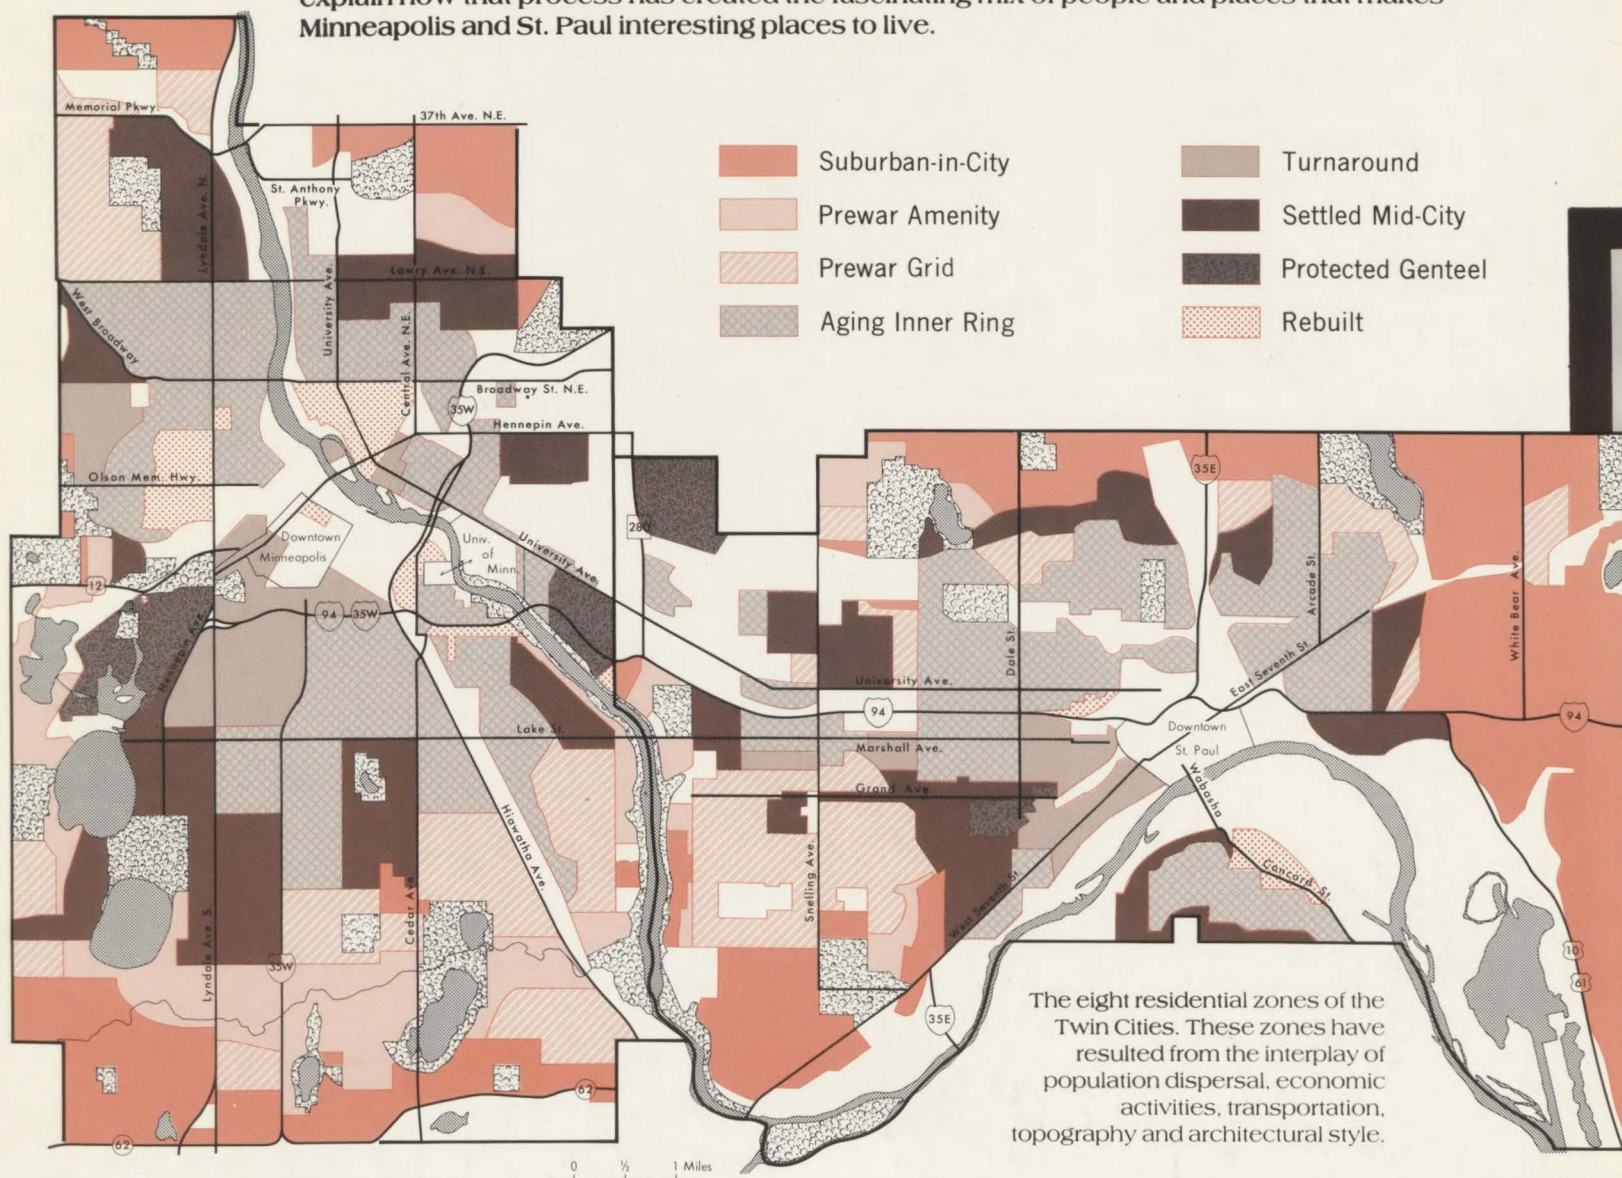 Minneapolis and St. Paul interesting places to live.
Memorial Pkwy.
37th Ave. N.E.
St. Anthony
Pkwy.
Lyndale Ave. N.
Lowry Ave. N.E.
West Broadway
University Ave.
Central Ave. N.E.
Broadway St. N.E.
35W
Hennepin Ave.
Olson Mem. Hwy.
Downtown
Minneapolis
Univ.
of
Minn.
University Ave.
280
12
94
35W
Hennepin Ave.
Lake St.
Hiawatha Ave.
Cedar Ave.
Lyndale Ave. S.
35W
62
62
Suburban-in-City
Prewar Amenity
Prewar Grid
Aging Inner Ring
Turnaround
Settled Mid-City
Protected Genteel
Rebuilt
35E
Arcade St.
White Bear Ave.
Dale St.
East Seventh St.
University Ave.
94
94
Marshall Ave.
Downtown
St. Paul
Grand Ave.
Wabasha
Snelling Ave.
West Seventh St.
Concord St.
35E
10
61
The eight residential zones of the
Twin Cities. These zones have
resulted from the interplay of
population dispersal, economic
activities, transportation,
topography and architectural style.
0 ½ 1 Miles